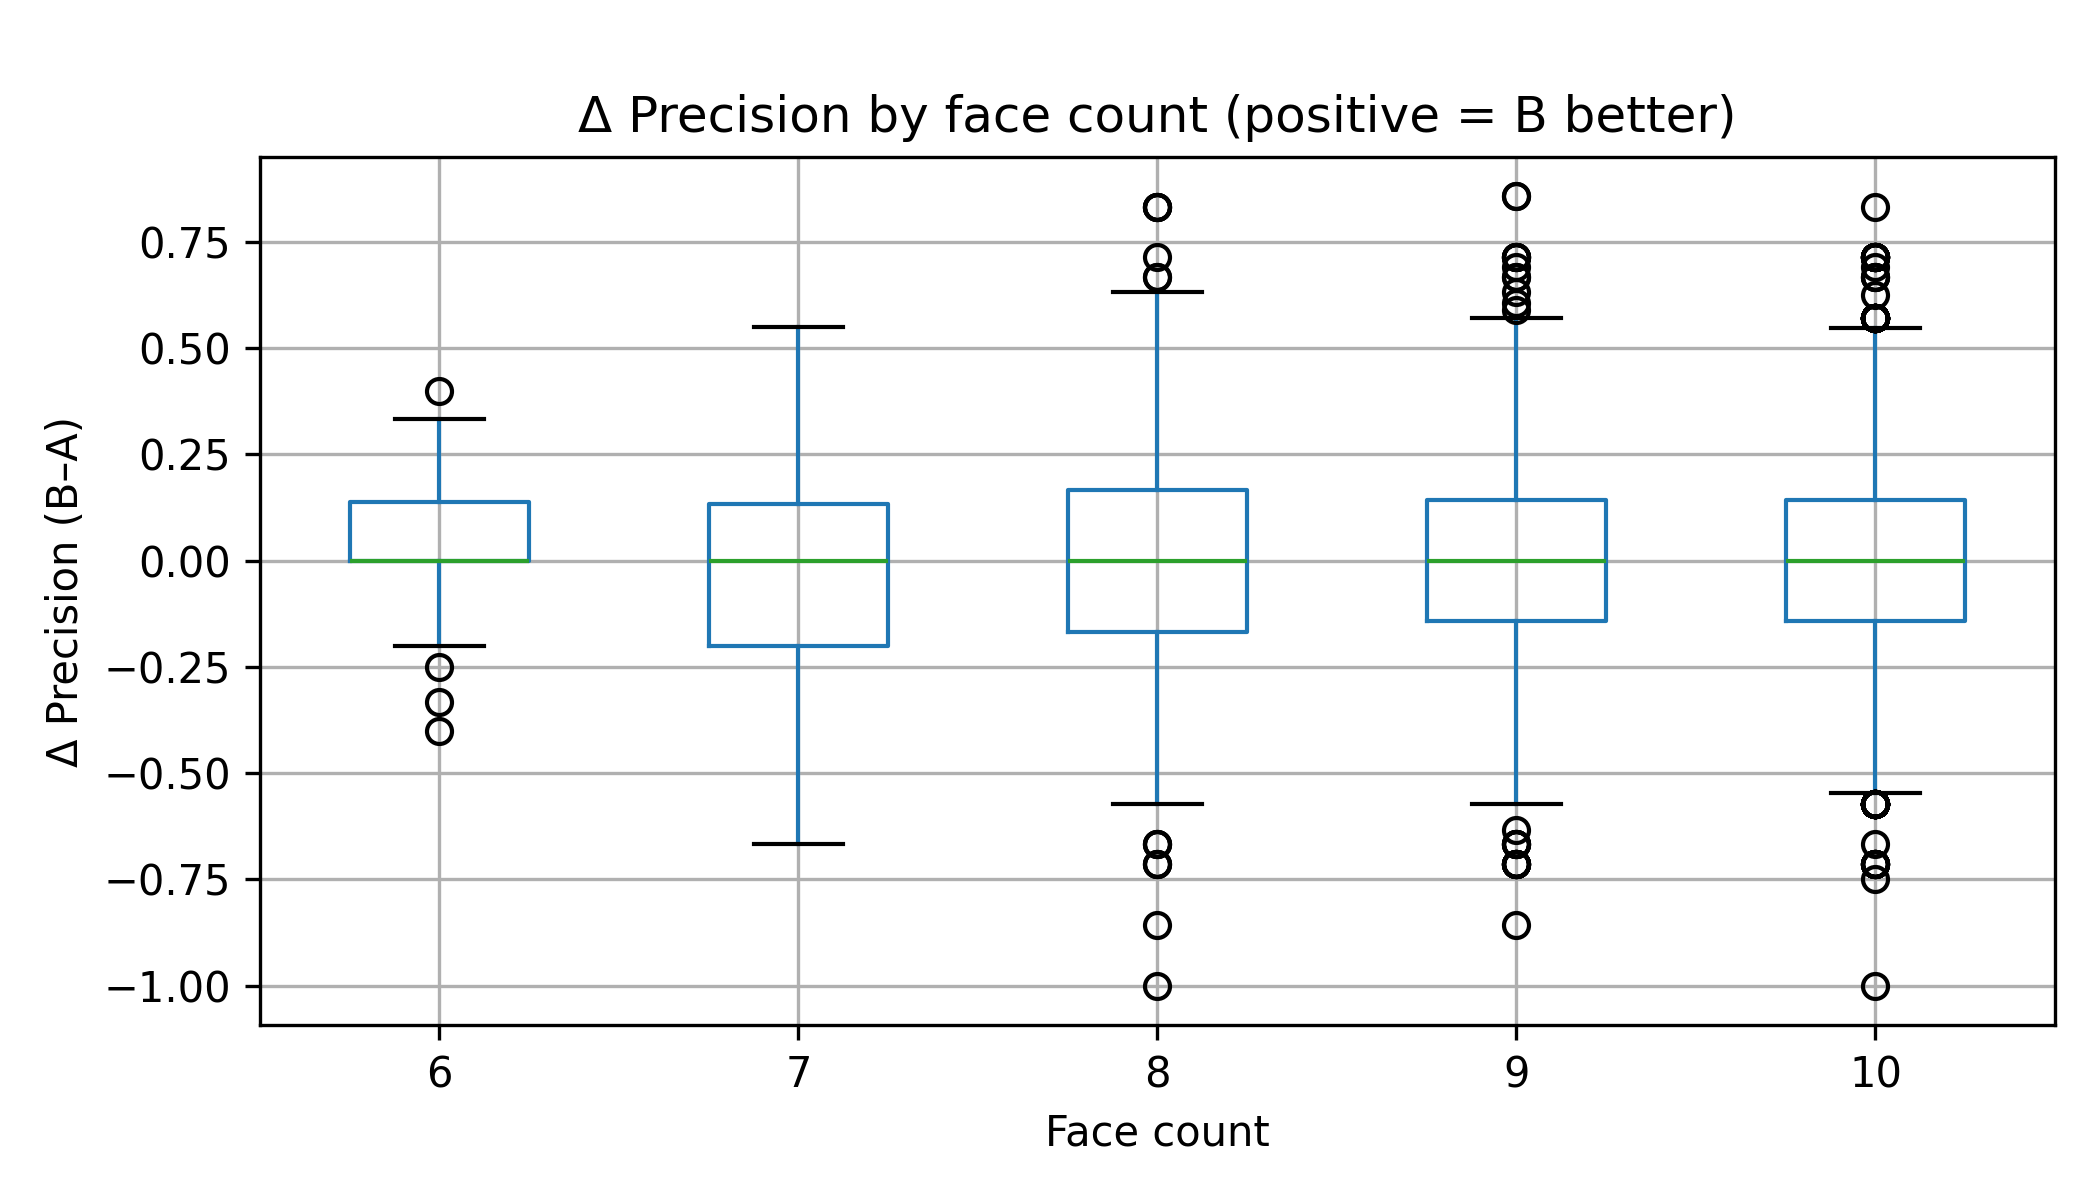 Δ Precision by face count (positive = B better)
Δ Precision (B–A)
0.75
0.50
0.25
0.00
−0.25
−0.50
−0.75
−1.00
6 7 8 9 10
Face count